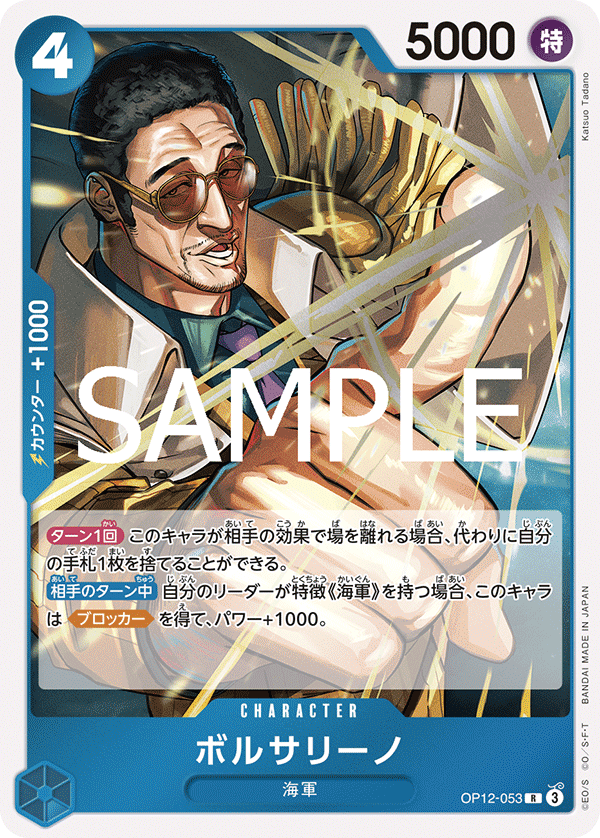 4
5000 特
Katsuo Tadano
カウンター +1000
SAMPLE
ターン1回 このキャラが相手の効果で場を離れる場合、代わりに自分
の手札1枚を捨てることができる。
相手のターン中 自分のリーダーが特徴《海軍》を持つ場合、このキャラ
は ブロッカー を得て、パワー+1000。
CHARACTER
ボルサリーノ
海軍
OP12-053 R 3
©EO/S ©O/S・F・T BANDAI MADE IN JAPAN